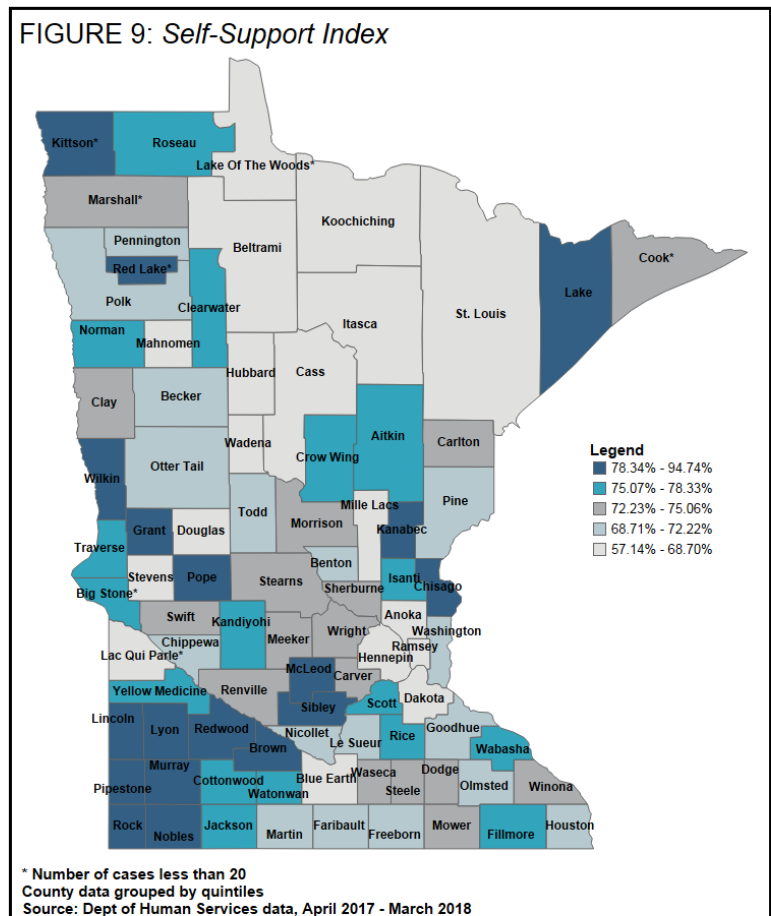 FIGURE 9: Self-Support Index
Kittson*
Roseau
Lake Of The Woods*
Marshall*
Koochiching
Pennington
Beltrami
Cook*
Red Lake*
Lake
Polk
Clearwater
St. Louis
Itasca
Norman
Mahnomen
Hubbard
Cass
Becker
Clay
Aitkin
Wadena
Carlton
Crow Wing
Otter Tail
Wilkin
Legend
78.34% - 94.74%
75.07% - 78.33%
72.23% - 75.06%
68.71% - 72.22%
57.14% - 68.70%
Pine
Todd
Mille Lacs
Morrison
Kanabec
Grant
Douglas
Traverse
Benton
Isanti
Stevens
Pope
Stearns
Chisago
Big Stone*
Sherburne
Anoka
Swift
Kandiyohi
Wright
Washington
Meeker
Chippewa
Ramsey
Lac Qui Parle*
Hennepin
McLeod
Carver
Yellow Medicine
Renville
Dakota
Scott
Sibley
Lincoln
Lyon
Redwood
Goodhue
Nicollet
Rice
Le Sueur
Brown
Wabasha
Murray
Pipestone
Cottonwood
Blue Earth
Waseca
Dodge
Watonwan
Steele
Olmsted
Winona
Rock
Nobles
Jackson
Martin
Faribault
Freeborn
Mower
Fillmore
Houston
* Number of cases less than 20
County data grouped by quintiles
Source: Dept of Human Services data, April 2017 - March 2018